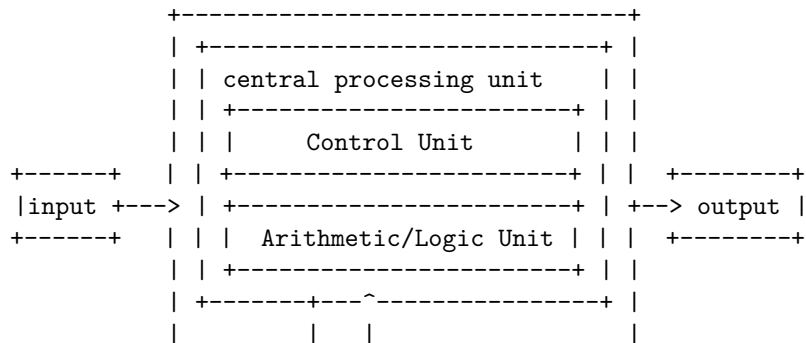 central processing unit
Control Unit
input
output
Arithmetic/Logic Unit